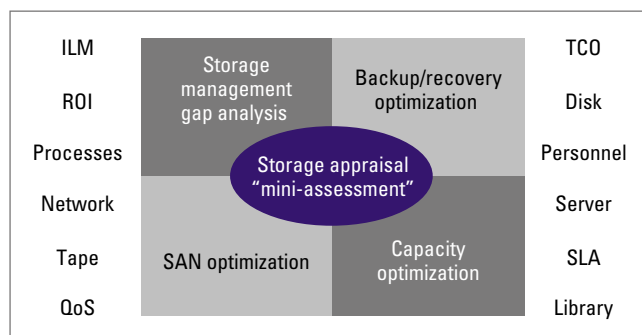 ILM
ROI
Processes
Network
Tape
QoS
Storage
management
gap analysis
Backup/recovery
optimization
Storage appraisal
“mini-assessment”
SAN optimization
Capacity
optimization
TCO
Disk
Personnel
Server
SLA
Library